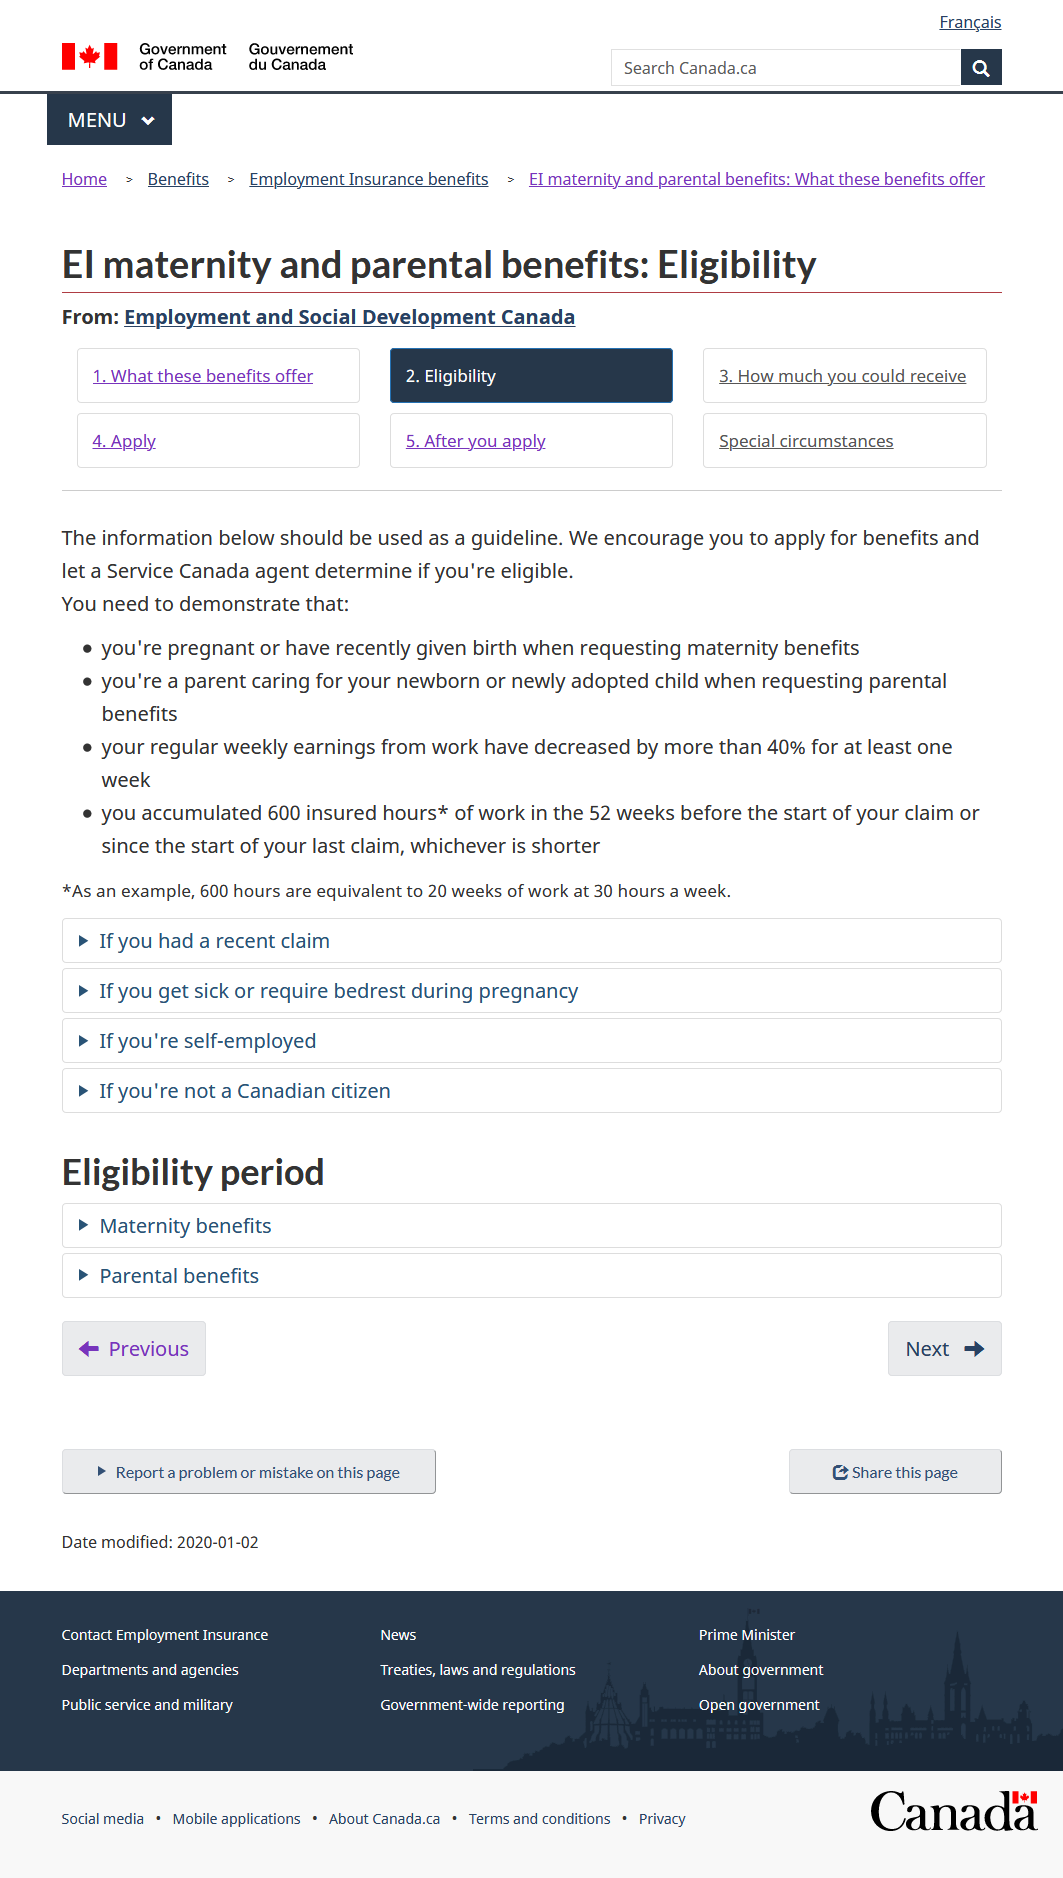 Français
Government
of Canada
Gouvernement
du Canada
Search Canada.ca
MENU
Home > Benefits > Employment Insurance benefits > EI maternity and parental benefits: What these benefits offer
EI maternity and parental benefits: Eligibility
From: Employment and Social Development Canada
1. What these benefits offer
2. Eligibility
3. How much you could receive
4. Apply
5. After you apply
Special circumstances
The information below should be used as a guideline. We encourage you to apply for benefits and
let a Service Canada agent determine if you're eligible.
You need to demonstrate that:
• you're pregnant or have recently given birth when requesting maternity benefits
• you're a parent caring for your newborn or newly adopted child when requesting parental
benefits
• your regular weekly earnings from work have decreased by more than 40% for at least one
week
• you accumulated 600 insured hours* of work in the 52 weeks before the start of your claim or
since the start of your last claim, whichever is shorter
*As an example, 600 hours are equivalent to 20 weeks of work at 30 hours a week.
If you had a recent claim
If you get sick or require bedrest during pregnancy
If you're self-employed
If you're not a Canadian citizen
Eligibility period
Maternity benefits
Parental benefits
Previous
Next
Report a problem or mistake on this page
Share this page
Date modified: 2020-01-02
Contact Employment Insurance
News
Prime Minister
Departments and agencies
Treaties, laws and regulations
About government
Public service and military
Government-wide reporting
Open government
Social media • Mobile applications • About Canada.ca • Terms and conditions • Privacy
Canada